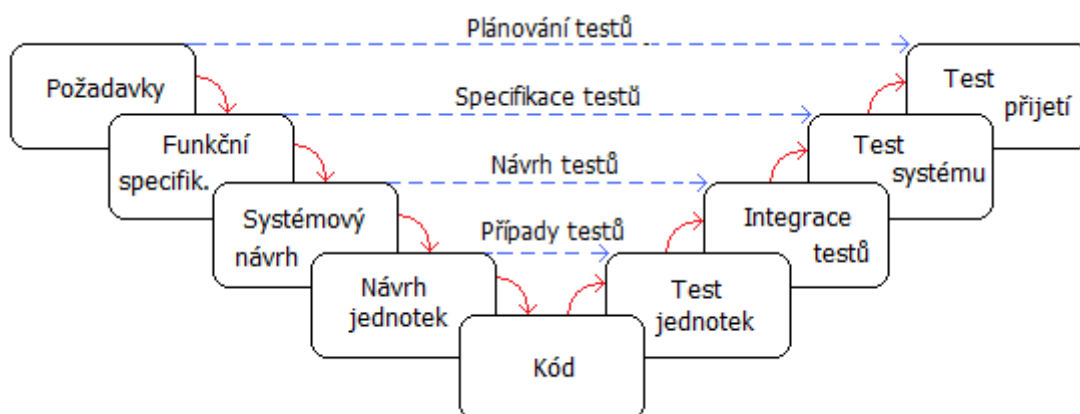 Plánování testů
Požadavky
Test
přijetí
Specifikace testů
Funkční
specifik.
Test
systému
Návrh testů
Systémový
návrh
Integrace
testů
Případy testů
Návrh
jednotek
Test
jednotek
Kód